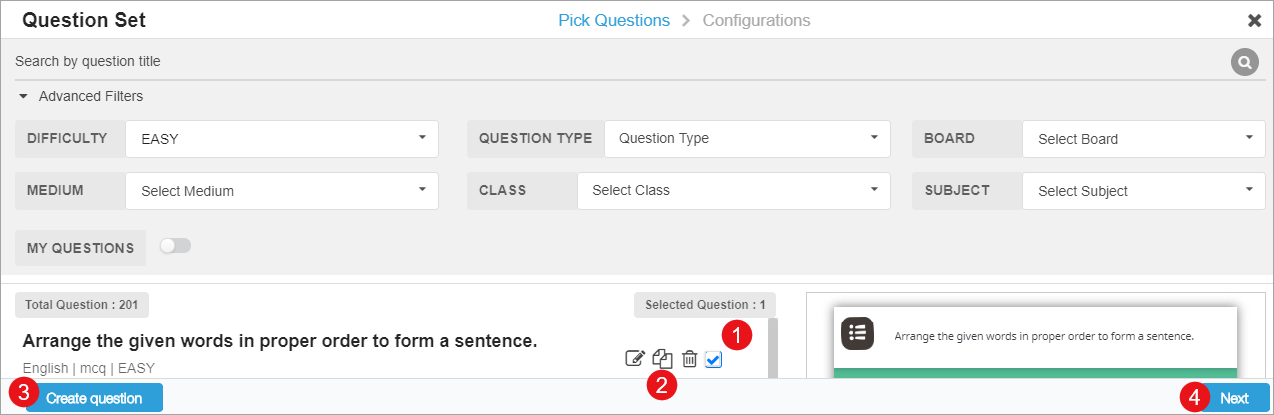 Question Set
Pick Questions > Configurations
Search by question title
Advanced Filters
DIFFICULTY EASY QUESTION TYPE Question Type BOARD Select Board
MEDIUM Select Medium CLASS Select Class SUBJECT Select Subject
MY QUESTIONS
Total Question : 201 Selected Question : 1
1
Arrange the given words in proper order to form a sentence. Arrange the given words in proper order to form a sentence.
English | mcq | EASY
2
3 Create question 4 Next